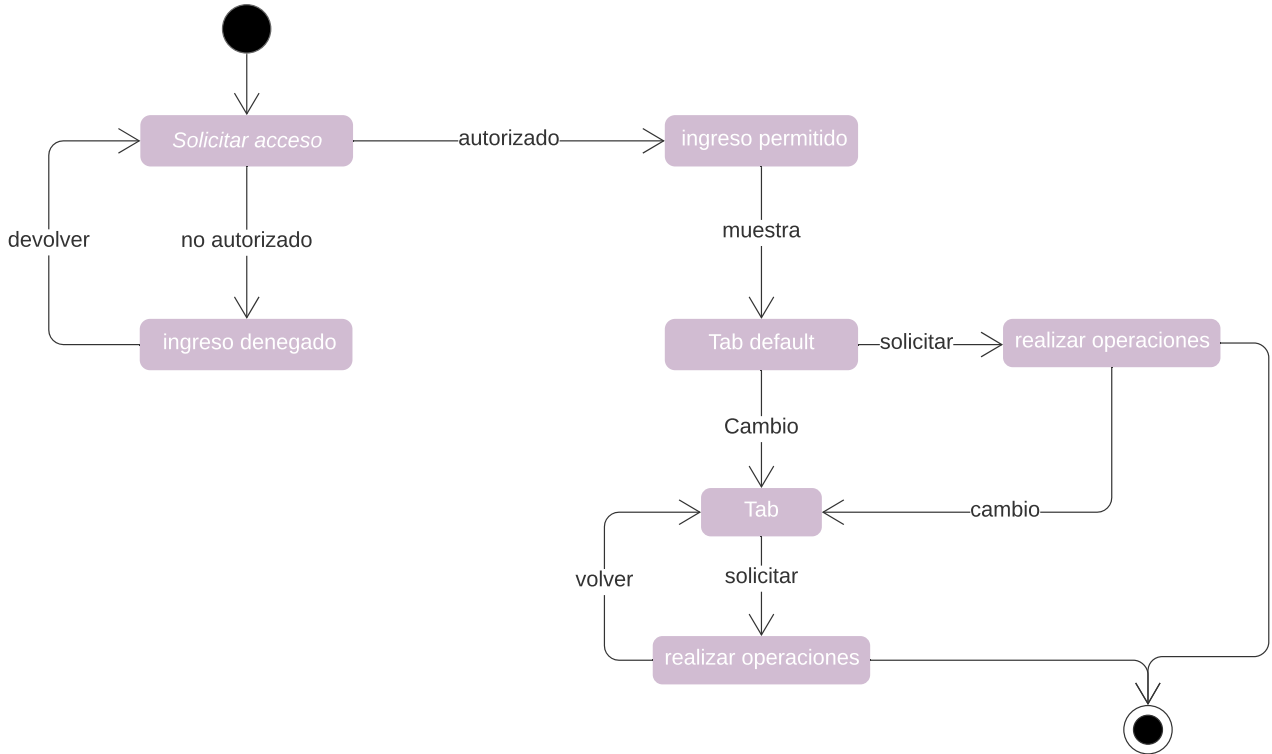 Solicitar acceso
autorizado
ingreso permitido
devolver
no autorizado
muestra
ingreso denegado
Tab default
solicitar
realizar operaciones
Cambio
Tab
cambio
volver
solicitar
realizar operaciones